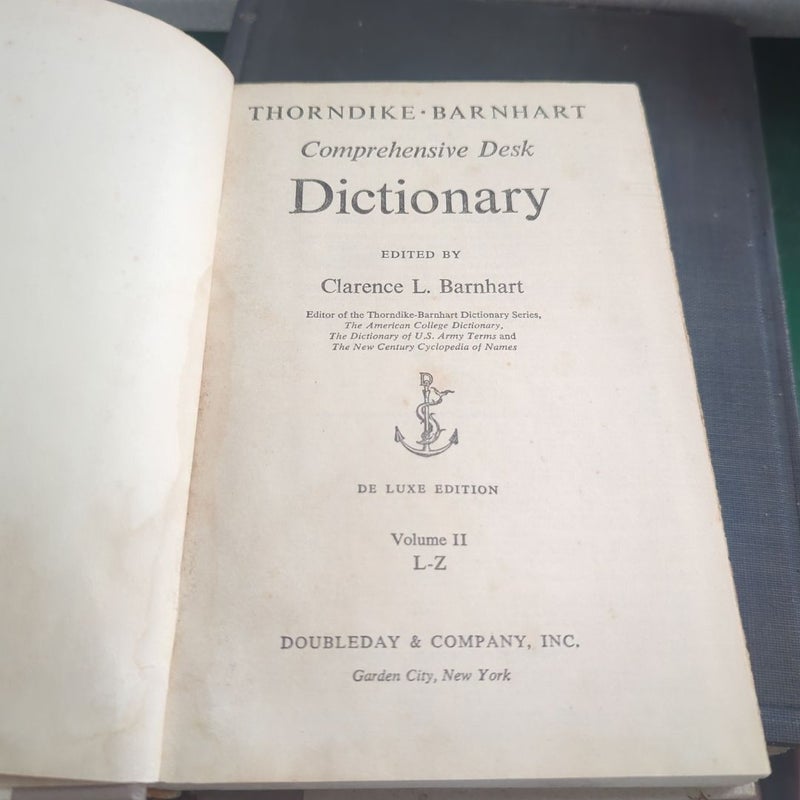 THORNDIKE·BARNHART
Comprehensive Desk
Dictionary
EDITED BY
Clarence L. Barnhart
Editor of the Thorndike-Barnhart Dictionary Series,
The American College Dictionary,
The Dictionary of U.S. Army Terms and
The New Century Cyclopedia of Names
D
DE LUXE EDITION
Volume II
L-Z
DOUBLEDAY & COMPANY, INC.
Garden City, New York